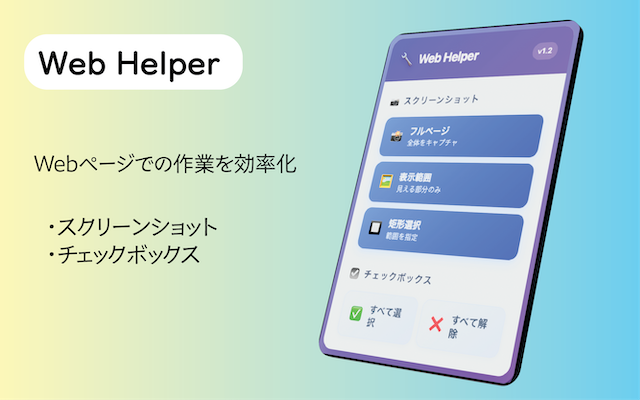 Web Helper
Webページでの作業を効率化
・スクリーンショット
・チェックボックス
Web Helper
v1.2
スクリーンショット
フルページ
全体をキャプチャ
表示範囲
見える部分のみ
矩形選択
範囲を指定
チェックボックス
すべて選
択
すべて解
除